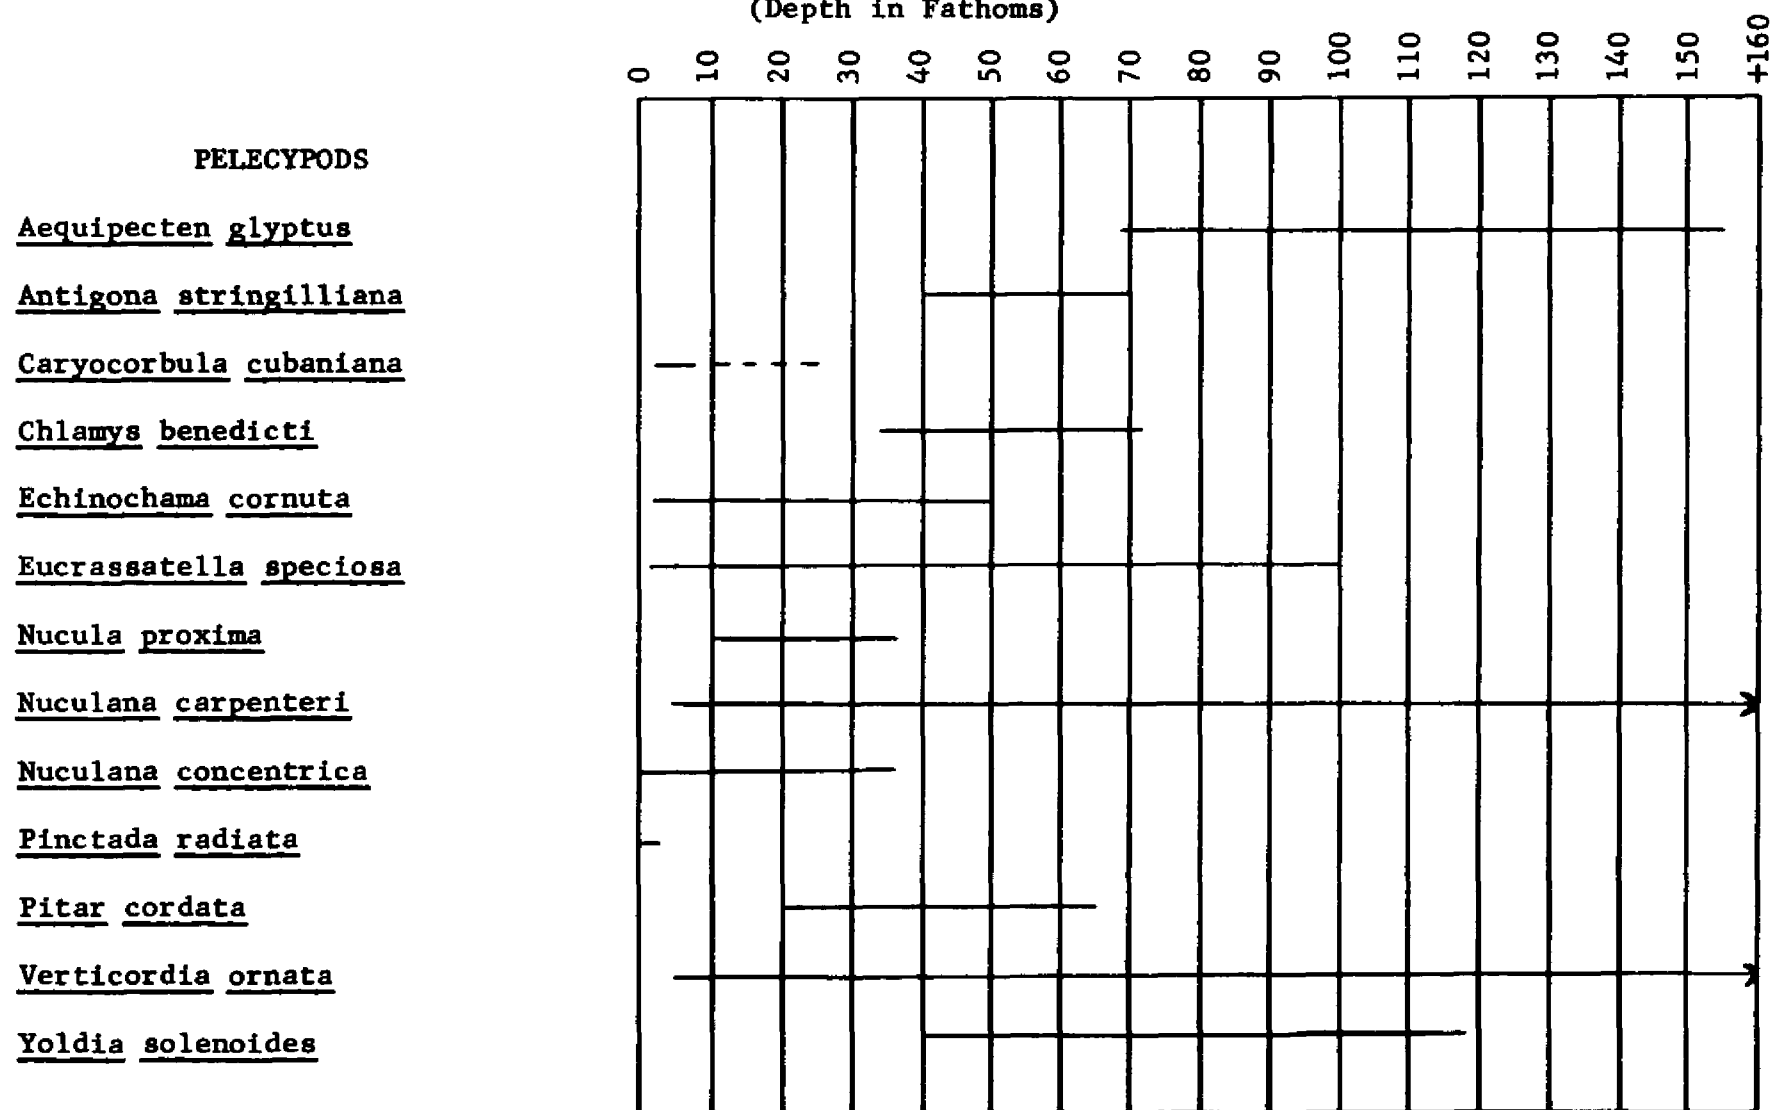 (Depth in Fathoms)
0 10 20 30 40 50 60 70 80 90 100 110 120 130 140 150 +160
PELECYPODS
Aequipecten glyptus
Antigona stringilliana
Caryocorbula cubaniana
Chlamys benedicti
Echinochama cornuta
Eucrassatella speciosa
Nucula proxima
Nuculana carpenteri
Nuculana concentrica
Pinctada radiata
Pitar cordata
Verticordia ornata
Yoldia solenoides